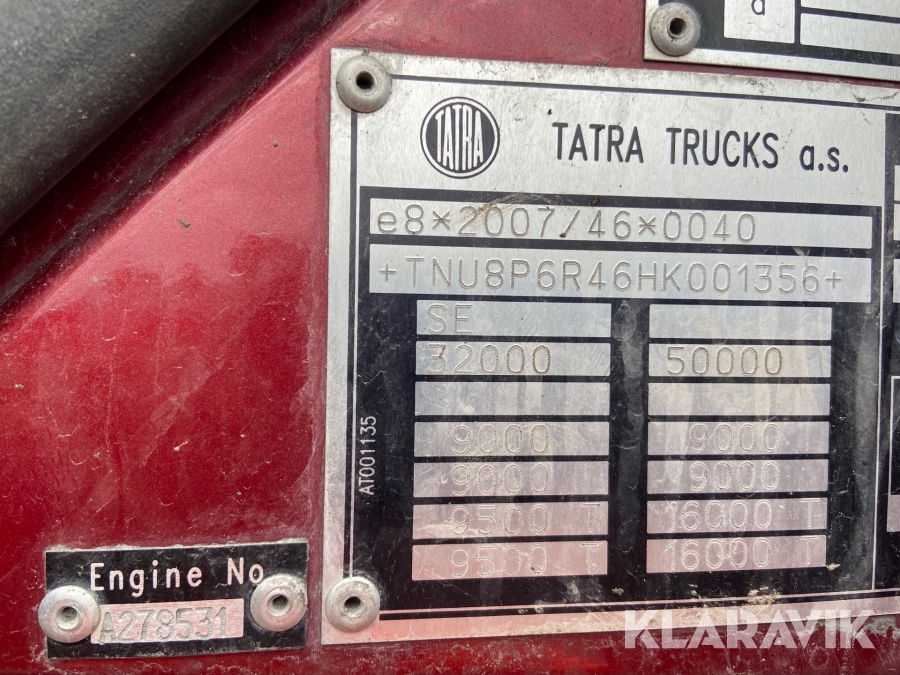 d
TATRA TATRA TRUCKS a.s.
e8*2007/46*0040
+TNU8P6R46HK001356+
SE
32000 50000
9000 9000
9000 9000
9500 T 16000 T
9500 T 16000 T
AT001135
Engine No
A278531
KLARAVIK